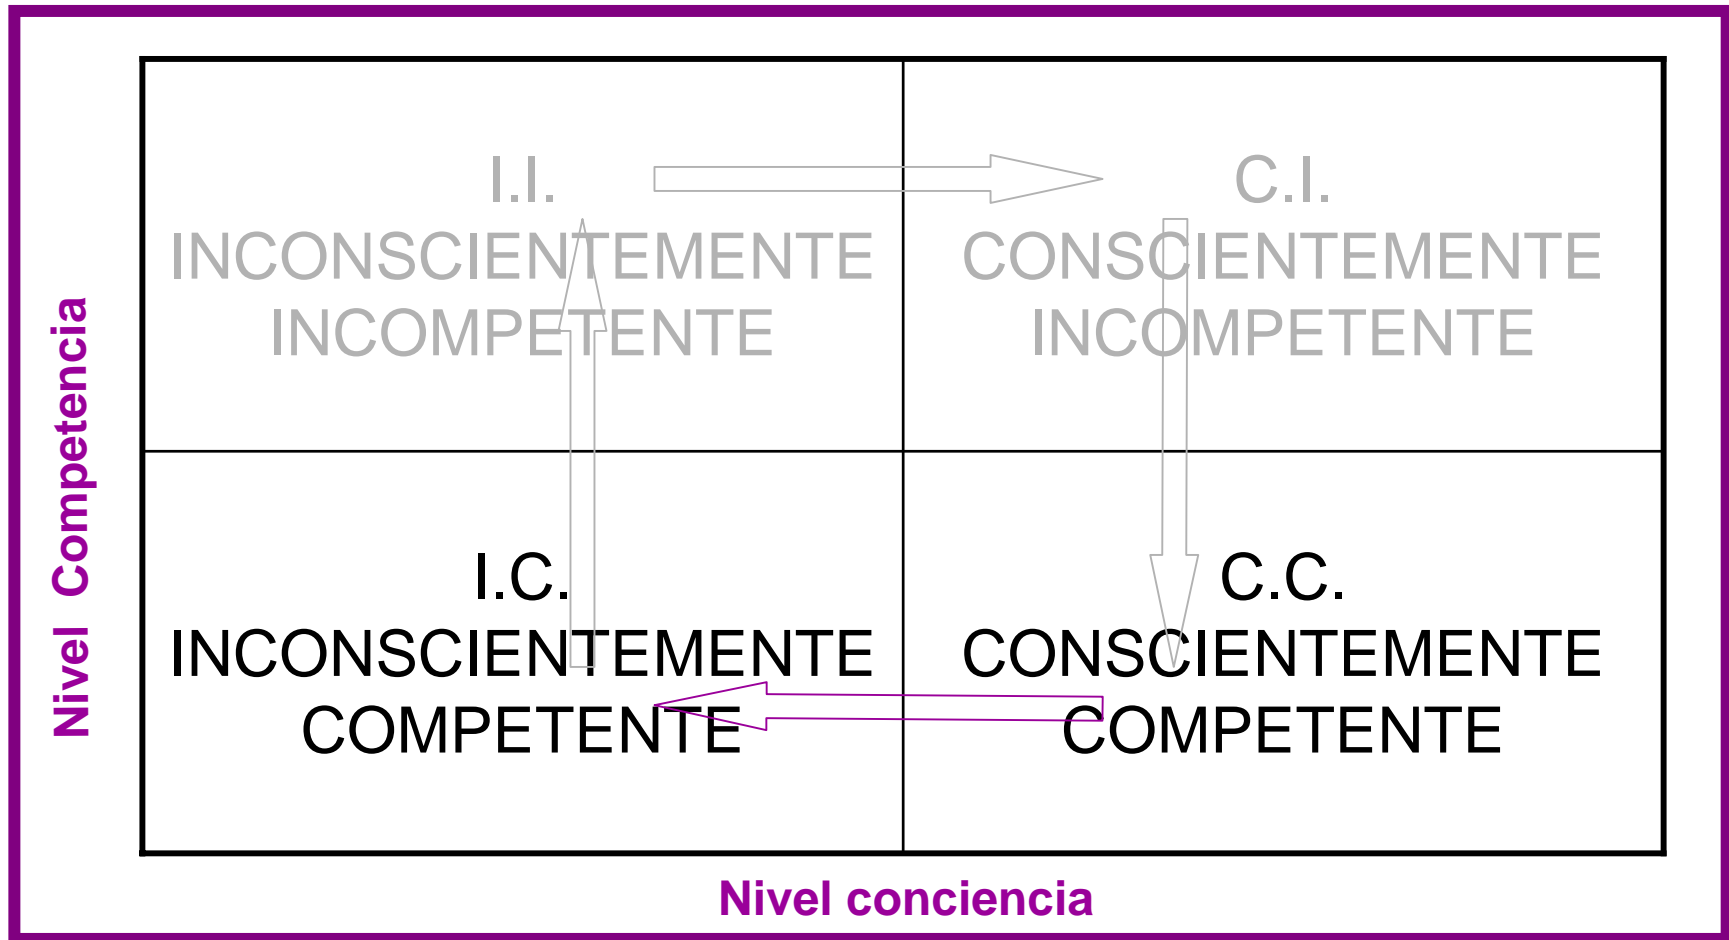 I.I.
INCONSCIENTEMENTE
INCOMPETENTE
C.I.
CONSCIENTEMENTE
INCOMPETENTE
Nivel Competencia
I.C.
INCONSCIENTEMENTE
COMPETENTE
C.C.
CONSCIENTEMENTE
COMPETENTE
Nivel conciencia